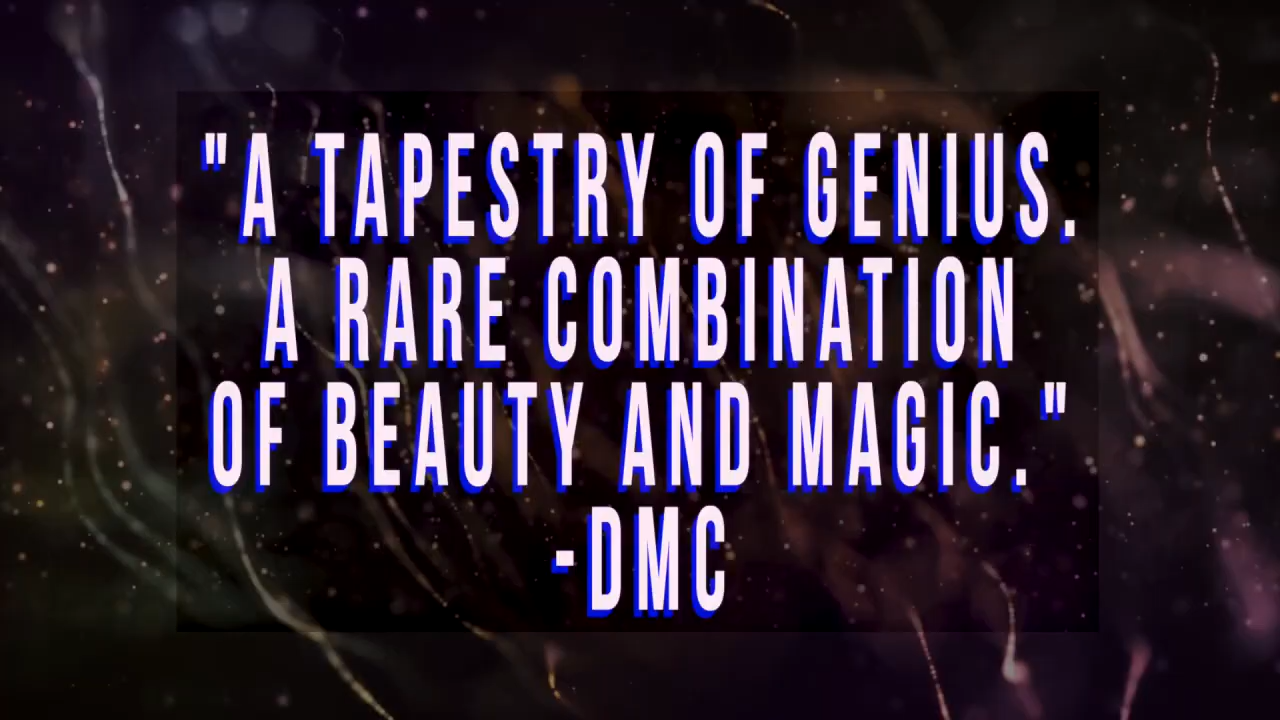 "A TAPESTRY OF GENIUS.
A RARE COMBINATION
OF BEAUTY AND MAGIC."
-DMC